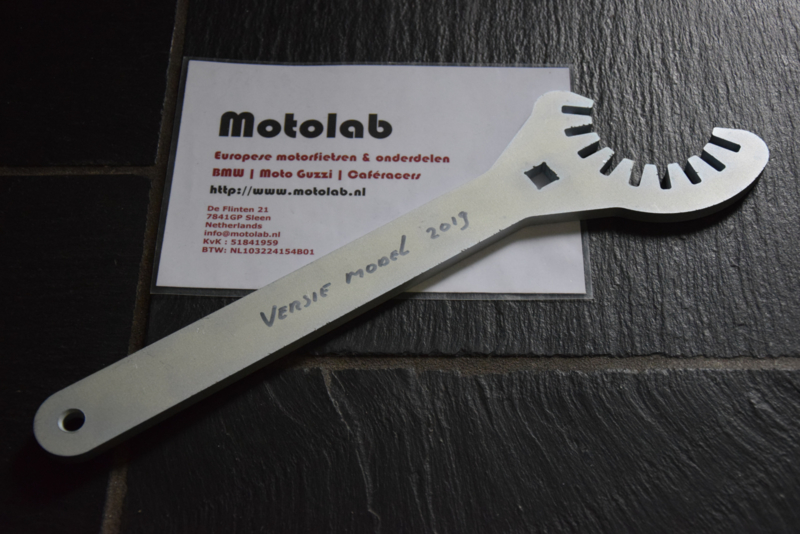 Motolab
Europese motorfietsen & onderdelen
BMW | Moto Guzzi | Caféracers
http://www.motolab.nl
De Flinten 21
7841GP Sleen
Netherlands
info@motolab.nl
KvK : 51841959
BTW: NL103224154B01
VERSIE MODEL 2019